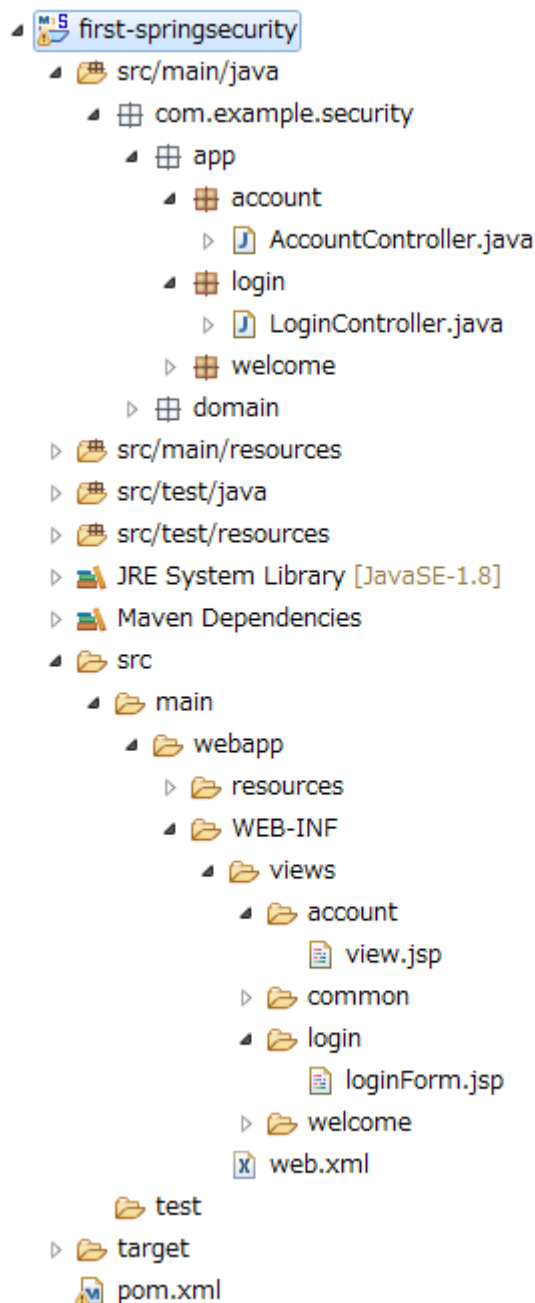 first-springsecurity
src/main/java
com.example.security
app
account
AccountController.java
login
LoginController.java
welcome
domain
src/main/resources
src/test/java
src/test/resources
JRE System Library [JavaSE-1.8]
Maven Dependencies
src
main
webapp
resources
WEB-INF
views
account
view.jsp
common
login
loginForm.jsp
welcome
web.xml
test
target
pom.xml